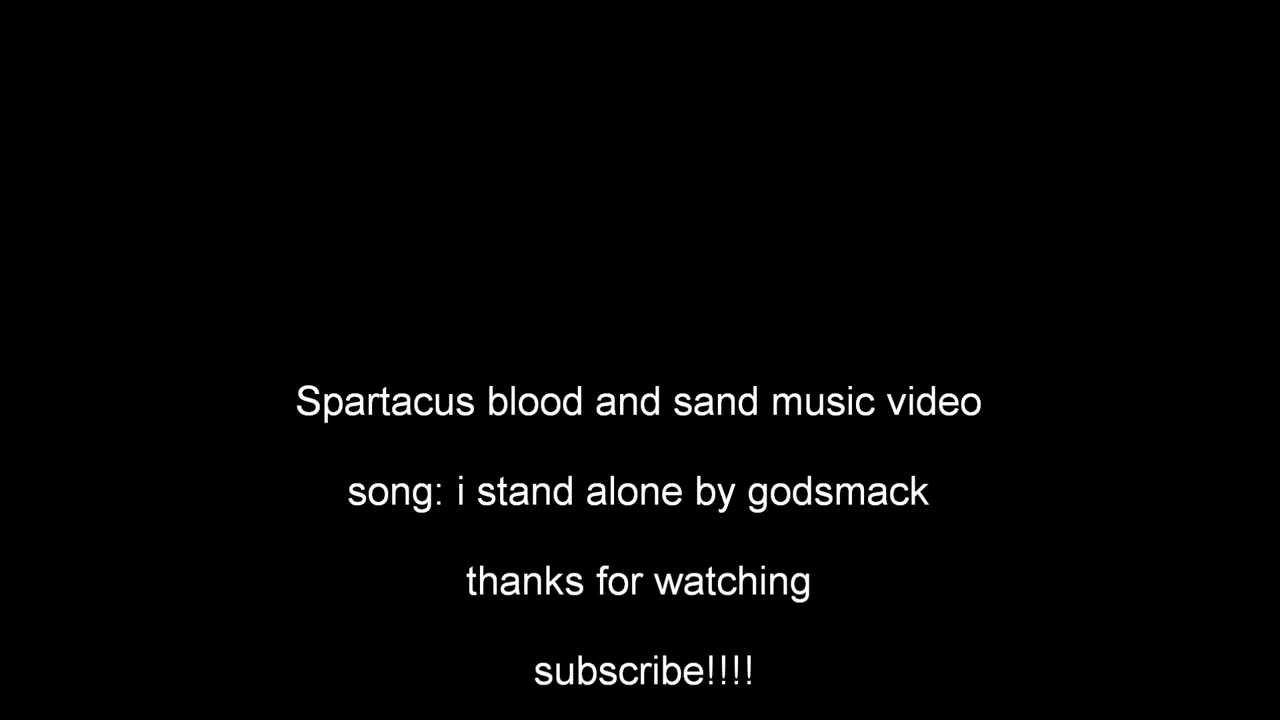 Spartacus blood and sand music video
song: i stand alone by godsmack
thanks for watching
subscribe!!!!